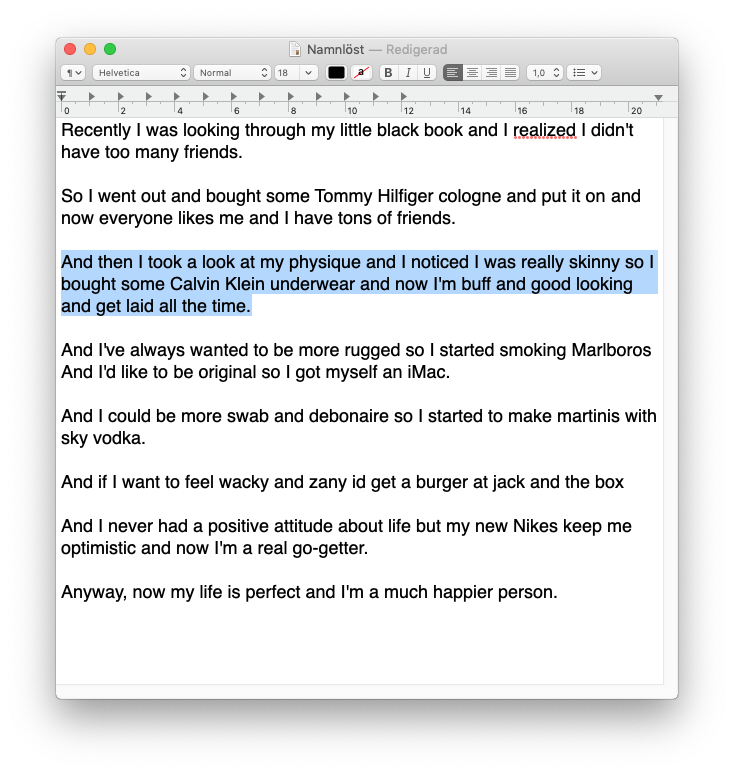 Namnlöst — Redigerad
¶ Helvetica Normal 18 a B I U 1,0
0 2 4 6 8 10 12 14 16 18 20
Recently I was looking through my little black book and I realized I didn't
have too many friends.
So I went out and bought some Tommy Hilfiger cologne and put it on and
now everyone likes me and I have tons of friends.
And then I took a look at my physique and I noticed I was really skinny so I
bought some Calvin Klein underwear and now I'm buff and good looking
and get laid all the time.
And I've always wanted to be more rugged so I started smoking Marlboros
And I'd like to be original so I got myself an iMac.
And I could be more swab and debonaire so I started to make martinis with
sky vodka.
And if I want to feel wacky and zany id get a burger at jack and the box
And I never had a positive attitude about life but my new Nikes keep me
optimistic and now I'm a real go-getter.
Anyway, now my life is perfect and I'm a much happier person.